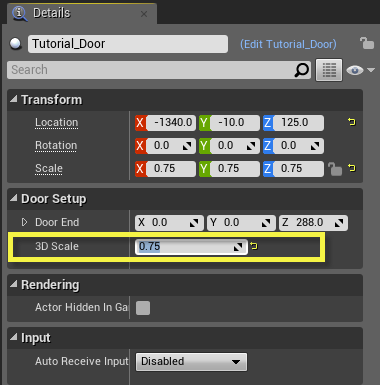 Details
Tutorial_Door (Edit Tutorial_Door)
Search
Transform
Location X -1340.0 Y -10.0 Z 125.0
Rotation X 0.0 Y 0.0 Z 0.0
Scale X 0.75 Y 0.75 Z 0.75
Door Setup
Door End X 0.0 Y 0.0 Z 288.0
3D Scale 0.75
Rendering
Actor Hidden In Ga
Input
Auto Receive Input Disabled